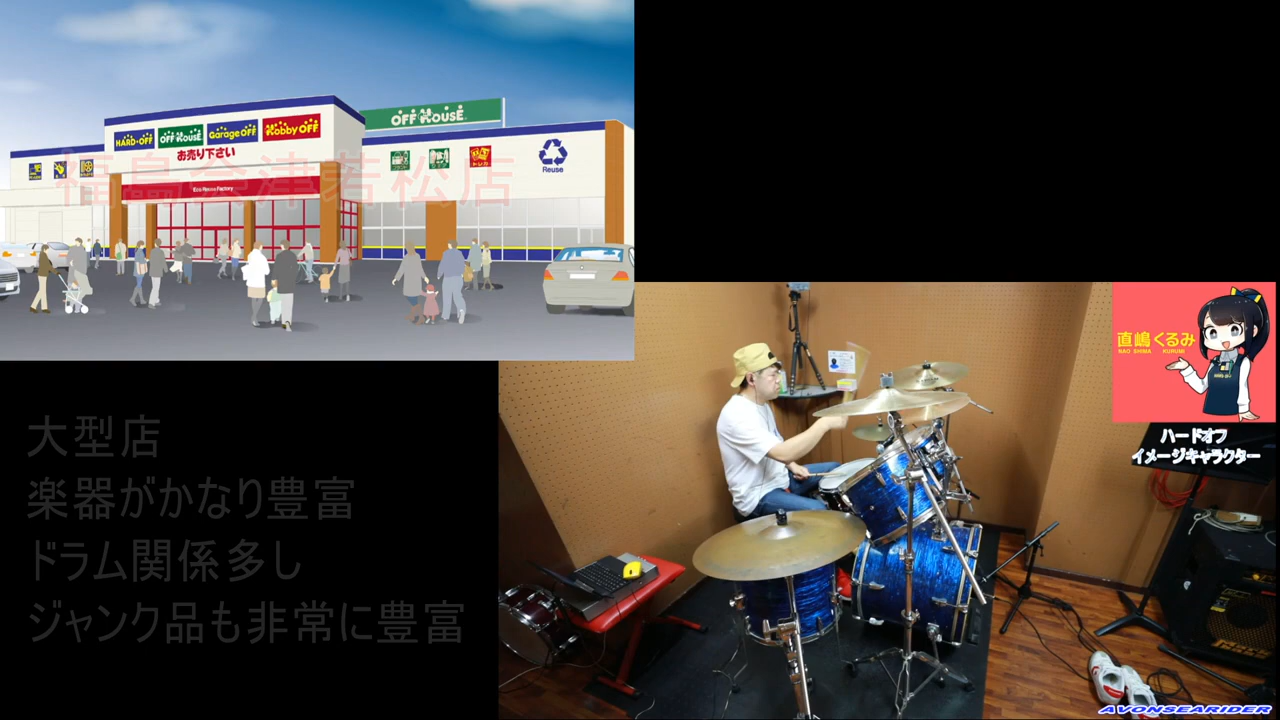 OFF HOUSE
HARD・OFF
OFF HOUSE
Garage OFF
Hobby OFF
お売り下さい
Eco Reuse Factory
Reuse
福島会津若松店
大型店
楽器がかなり豊富
ドラム関係多し
ジャンク品も非常に豊富
直嶋くるみ
NAO SHIMA KURUMI
ハードオフ
イメージキャラクター
AVONSEARIDER